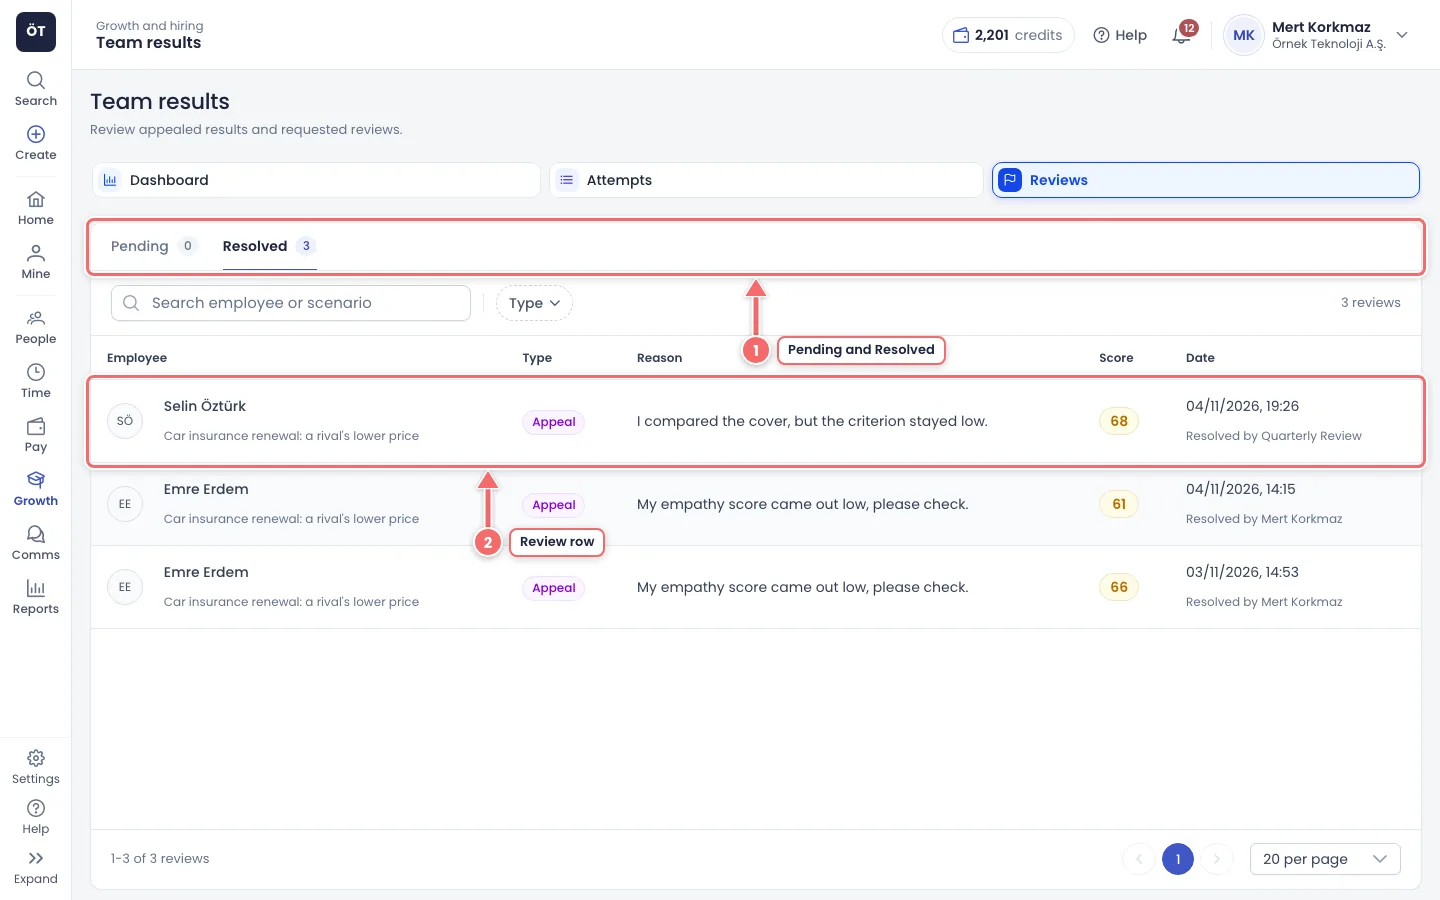 ÖT
Search
Create
Home
Mine
People
Time
Pay
Growth
Comms
Reports
Settings
Help
Expand
Growth and hiring
Team results
2,201 credits
Help
12
MK
Mert Korkmaz
Örnek Teknoloji A.Ş.
Team results
Review appealed results and requested reviews.
Dashboard
Attempts
Reviews
Pending 0
Resolved 3
Search employee or scenario
Type
3 reviews
1
Pending and Resolved
Employee
Type
Reason
Score
Date
SÖ
Selin Öztürk
Car insurance renewal: a rival's lower price
Appeal
I compared the cover, but the criterion stayed low.
68
04/11/2026, 19:26
Resolved by Quarterly Review
EE
Emre Erdem
Car insurance renewal: a rival's lower price
Appeal
My empathy score came out low, please check.
61
04/11/2026, 14:15
Resolved by Mert Korkmaz
2
Review row
EE
Emre Erdem
Car insurance renewal: a rival's lower price
Appeal
My empathy score came out low, please check.
66
03/11/2026, 14:53
Resolved by Mert Korkmaz
1-3 of 3 reviews
1
20 per page